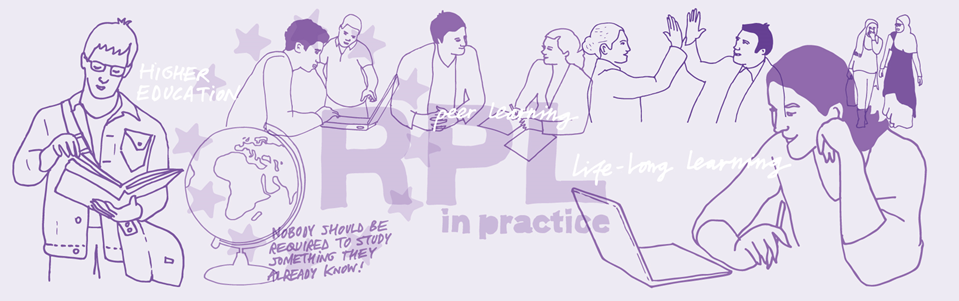 HIGHER
EDUCATION
peer learning
RPL
life-long learning
in practice
NOBODY SHOULD BE
REQUIRED TO STUDY
SOMETHING THEY
ALREADY KNOW!